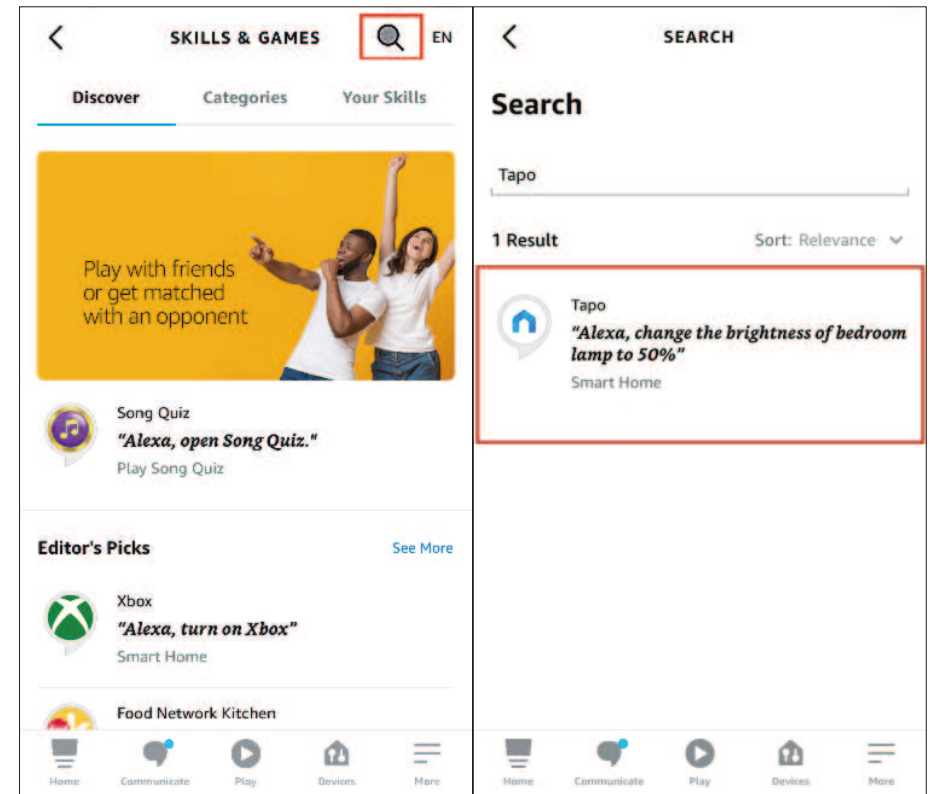 SKILLS & GAMES
EN
Discover
Categories
Your Skills
Play with friends
or get matched
with an opponent
Song Quiz
"Alexa, open Song Quiz."
Play Song Quiz
Editor's Picks
See More
Xbox
"Alexa, turn on Xbox"
Smart Home
Food Network Kitchen
Home
Communicate
Play
Devices
More
SEARCH
Search
Tapo
1 Result
Sort: Relevance
Tapo
"Alexa, change the brightness of bedroom
lamp to 50%"
Smart Home
Home
Communicate
Play
Devices
More